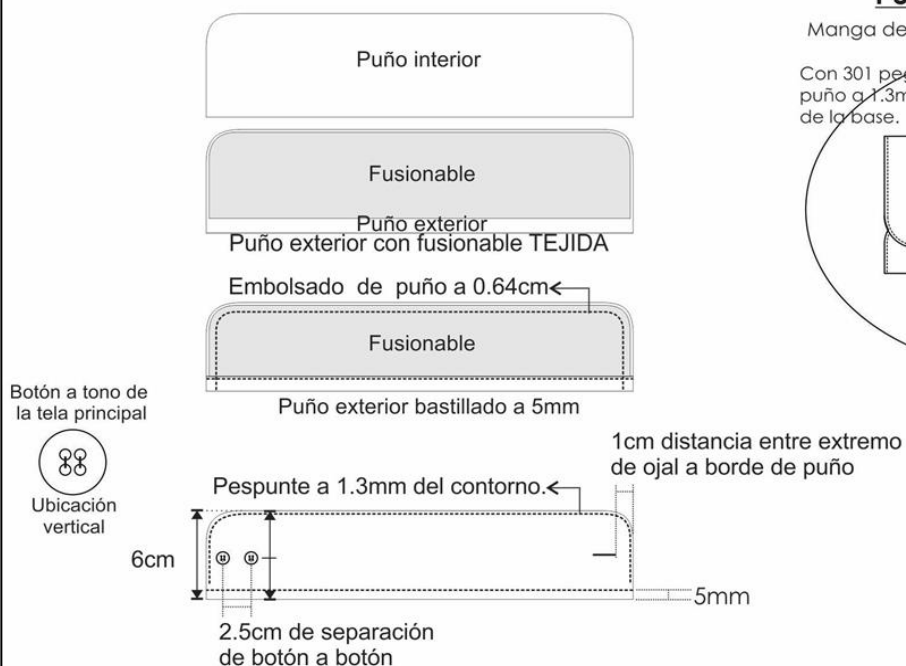 Puño interior
Fusionable
Puño exterior
Puño exterior con fusionable TEJIDA
Embolsado de puño a 0.64cm
Fusionable
Puño exterior bastillado a 5mm
Botón a tono de
la tela principal
Ubicación
vertical
1cm distancia entre extremo
de ojal a borde de puño
Pespunte a 1.3mm del contorno.
6cm
5mm
2.5cm de separación
de botón a botón
Manga de
Con 301
puño a 1.3m
de la base.